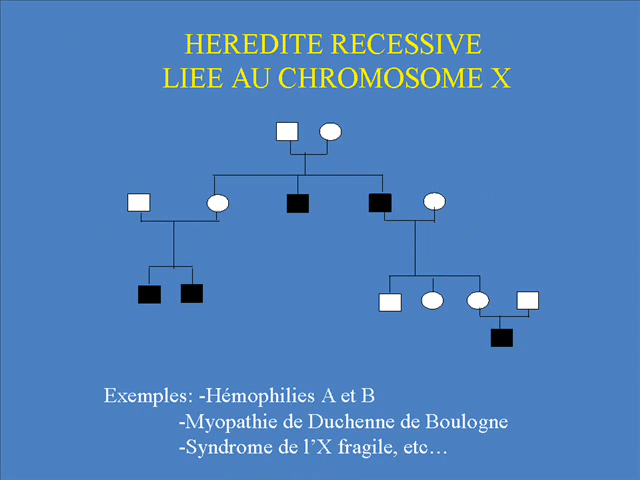 HEREDITE RECESSIVE
LIEE AU CHROMOSOME X
Exemples: -Hémophilies A et B
-Myopathie de Duchenne de Boulogne
-Syndrome de l’X fragile, etc…